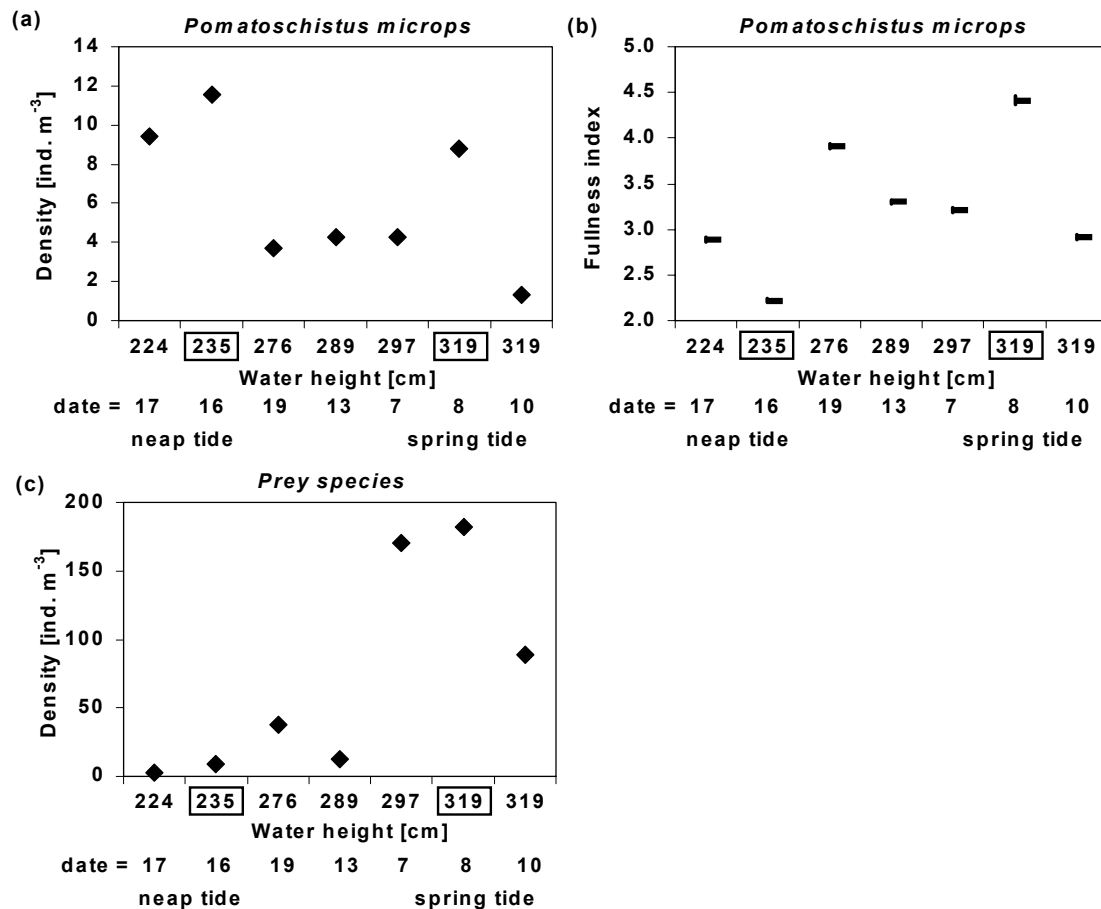 (a)
Pomatoschistus microps
Density [ind. m-3]
14
12
10
8
6
4
2
0
224 235 276 289 297 319 319
Water height [cm]
date = 17 16 19 13 7 8 10
neap tide spring tide
(b)
Pomatoschistus microps
Fullness index
5.0
4.5
4.0
3.5
3.0
2.5
2.0
224 235 276 289 297 319 319
Water height [cm]
date = 17 16 19 13 7 8 10
neap tide spring tide
(c)
Prey species
Density [ind. m-3]
200
150
100
50
0
224 235 276 289 297 319 319
Water height [cm]
date = 17 16 19 13 7 8 10
neap tide spring tide